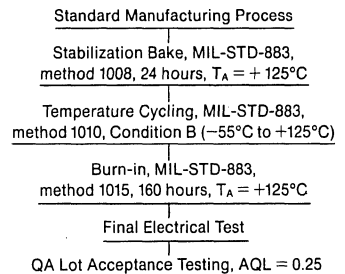 Standard Manufacturing Process
Stabilization Bake, MIL-STD-883,
method 1008, 24 hours, TA = +125°C
Temperature Cycling, MIL-STD-883,
method 1010, Condition B (−55°C to +125°C)
Burn-in, MIL-STD-883,
method 1015, 160 hours, TA = +125°C
Final Electrical Test
QA Lot Acceptance Testing, AQL = 0.25